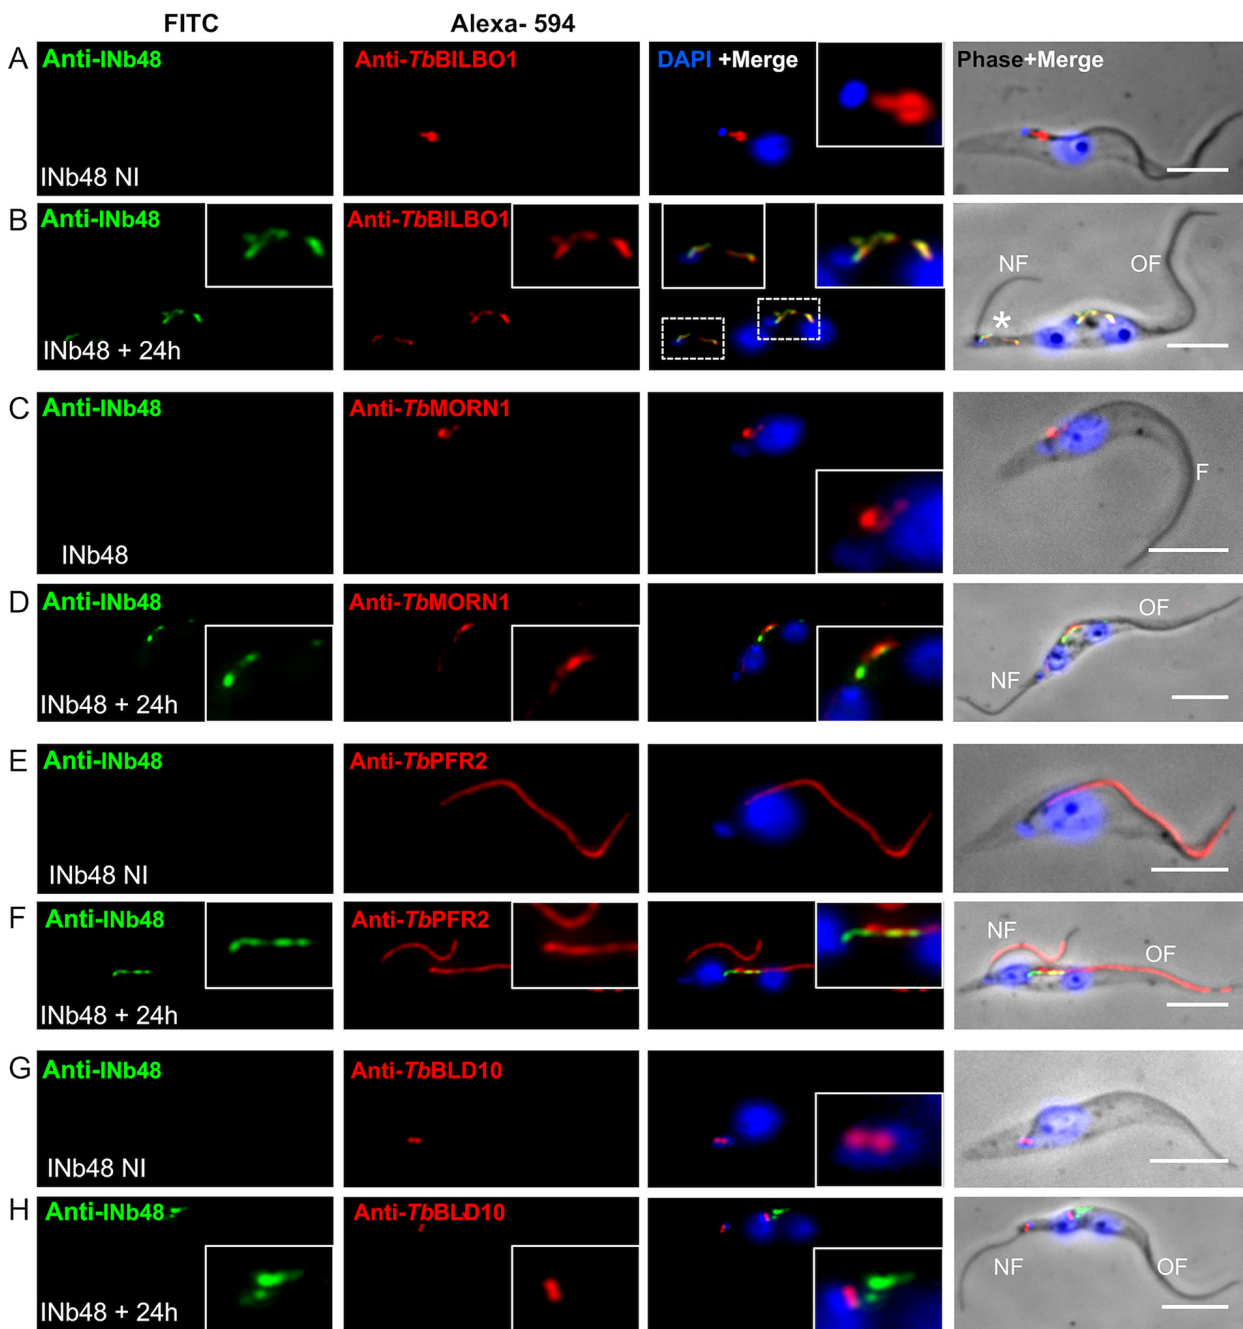 FITC
Alexa- 594
A
Anti-INb48
Anti-TbBILBO1
DAPI +Merge
Phase+Merge
INb48 NI
B
Anti-INb48
Anti-TbBILBO1
NF
OF
*
INb48 + 24h
C
Anti-INb48
Anti-TbMORN1
F
INb48
D
Anti-INb48
Anti-TbMORN1
OF
NF
INb48 + 24h
E
Anti-INb48
Anti-TbPFR2
INb48 NI
F
Anti-INb48
Anti-TbPFR2
NF
OF
INb48 + 24h
G
Anti-INb48
Anti-TbBLD10
INb48 NI
H
Anti-INb48
Anti-TbBLD10
NF
OF
INb48 + 24h